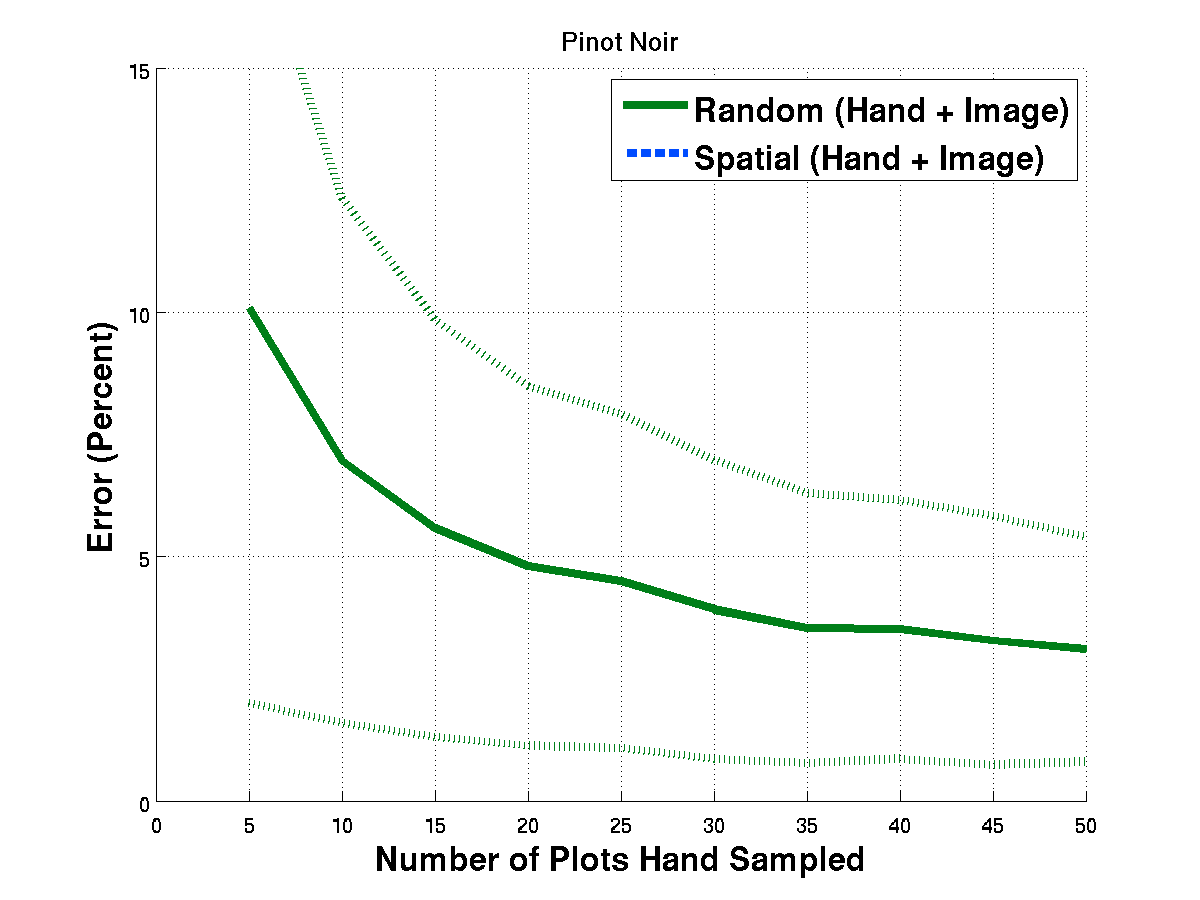 Pinot Noir
15
Random (Hand + Image)
Spatial (Hand + Image)
10
Error (Percent)
5
0
0 5 10 15 20 25 30 35 40 45 50
Number of Plots Hand Sampled